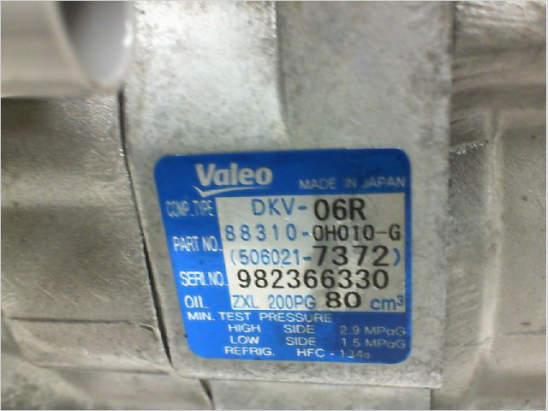 Valeo
MADE IN JAPAN
COMP. TYPE DKV-06R
PART NO. 88310-0H010-G
(506021-7372)
SERI.NO. 982366330
OIL ZXL 200PG 80 cm³
MIN. TEST PRESSURE
HIGH SIDE 2.9 MPaG
LOW SIDE 1.5 MPaG
REFRIG. HFC-134a